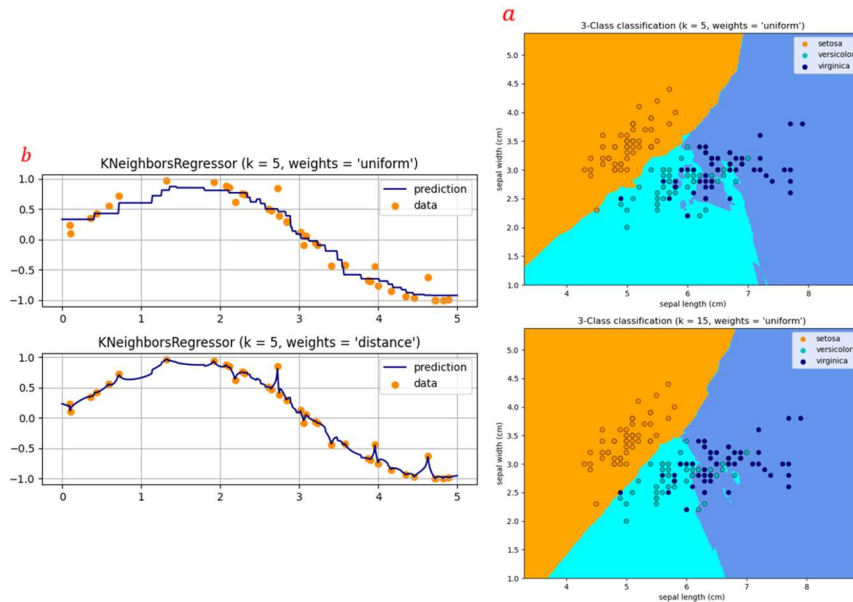 b
KNeighborsRegressor (k = 5, weights = 'uniform')
1.0
0.5
0.0
−0.5
−1.0
prediction
data
0 1 2 3 4 5
KNeighborsRegressor (k = 5, weights = 'distance')
1.0
0.5
0.0
−0.5
−1.0
prediction
data
0 1 2 3 4 5
a
3-Class classification (k = 5, weights = 'uniform')
setosa
versicolor
virginica
sepal width (cm)
5.0
4.5
4.0
3.5
3.0
2.5
2.0
1.5
1.0
4 5 6 7 8
sepal length (cm)
3-Class classification (k = 15, weights = 'uniform')
setosa
versicolor
virginica
sepal width (cm)
5.0
4.5
4.0
3.5
3.0
2.5
2.0
1.5
1.0
4 5 6 7 8
sepal length (cm)